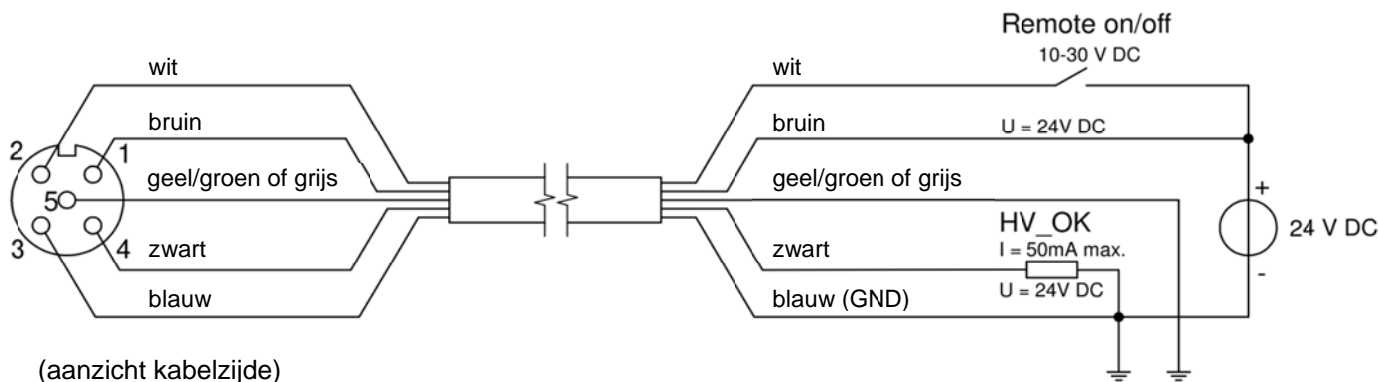 Remote on/off
10-30 V DC
wit
wit
bruin
bruin
U = 24V DC
2
1
geel/groen of grijs
geel/groen of grijs
5
+
24 V DC
-
HV_OK
I = 50mA max.
U = 24V DC
3
4
zwart
zwart
blauw
blauw (GND)
(aanzicht kabelzijde)